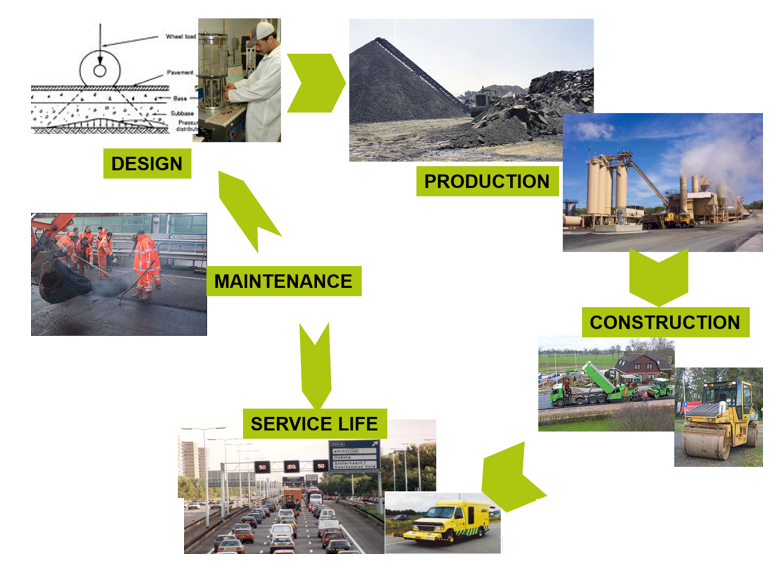 Wheel load
Pavement
Base
Subbase
DESIGN
PRODUCTION
MAINTENANCE
CONSTRUCTION
SERVICE LIFE
50
50
50